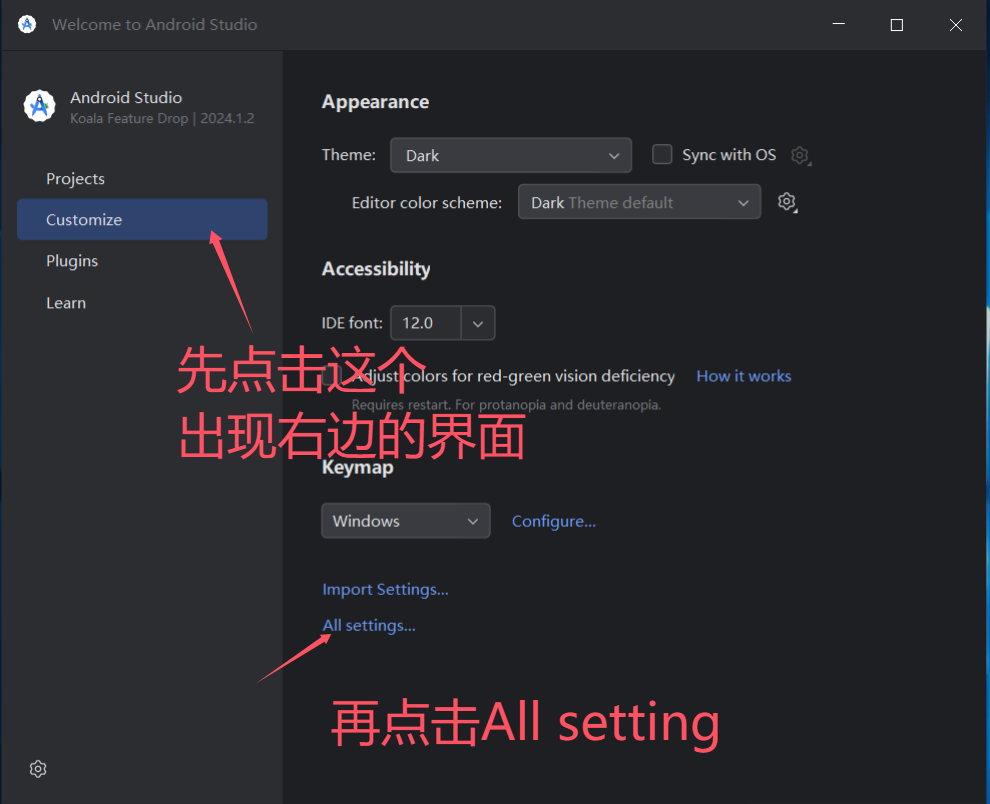 Welcome to Android Studio
Android Studio
Koala Feature Drop | 2024.1.2
Projects
Customize
Plugins
Learn
Appearance
Theme: Dark Sync with OS
Editor color scheme: Dark Theme default
Accessibility
IDE font: 12.0
先点击这个
Adjust colors for red-green vision deficiency How it works
Requires restart. For protanopia and deuteranopia.
出现右边的界面
Keymap
Windows Configure...
Import Settings...
All settings...
再点击All setting